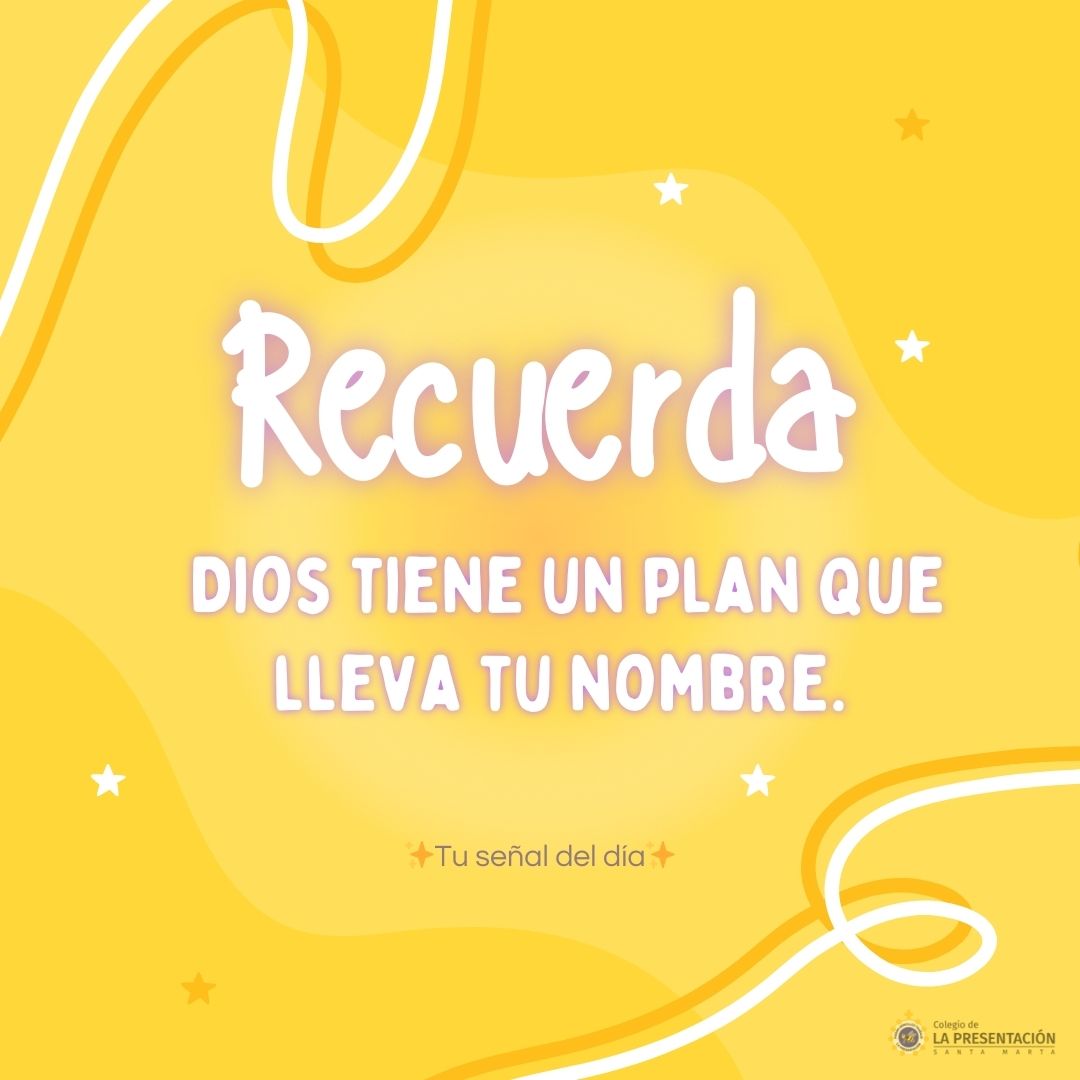 Recuerda
DIOS TIENE UN PLAN QUE
LLEVA TU NOMBRE.
✨Tu señal del día✨
Colegio de
LA PRESENTACIÓN
SANTA MARTA